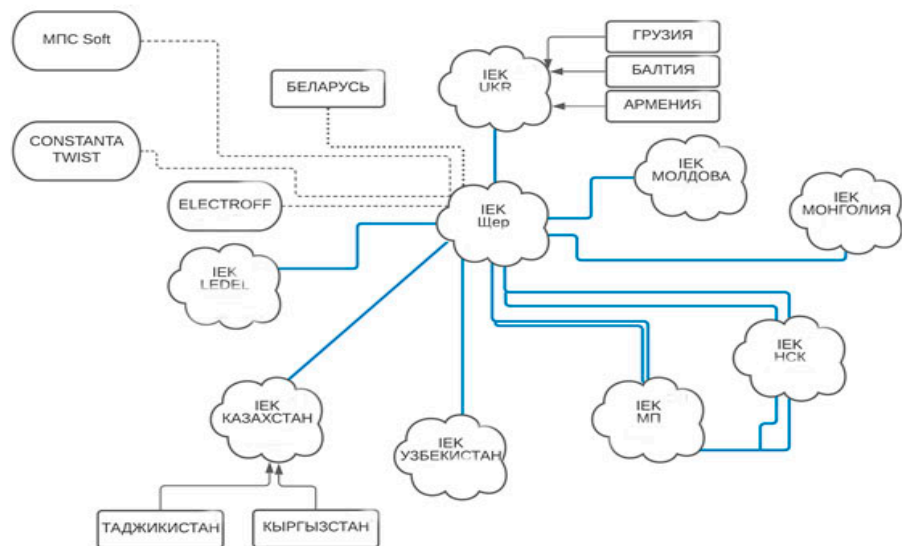 МПС Soft
ГРУЗИЯ
IEK
UKR
БАЛТИЯ
БЕЛАРУСЬ
АРМЕНИЯ
CONSTANTA
TWIST
IEK
МОЛДОВА
IEK
МОНГОЛИЯ
ELECTROFF
IEK
Щер
IEK
LEDEL
IEK
НСК
IEK
КАЗАХСТАН
IEK
МП
IEK
УЗБЕКИСТАН
ТАДЖИКИСТАН
КЫРГЫЗСТАН